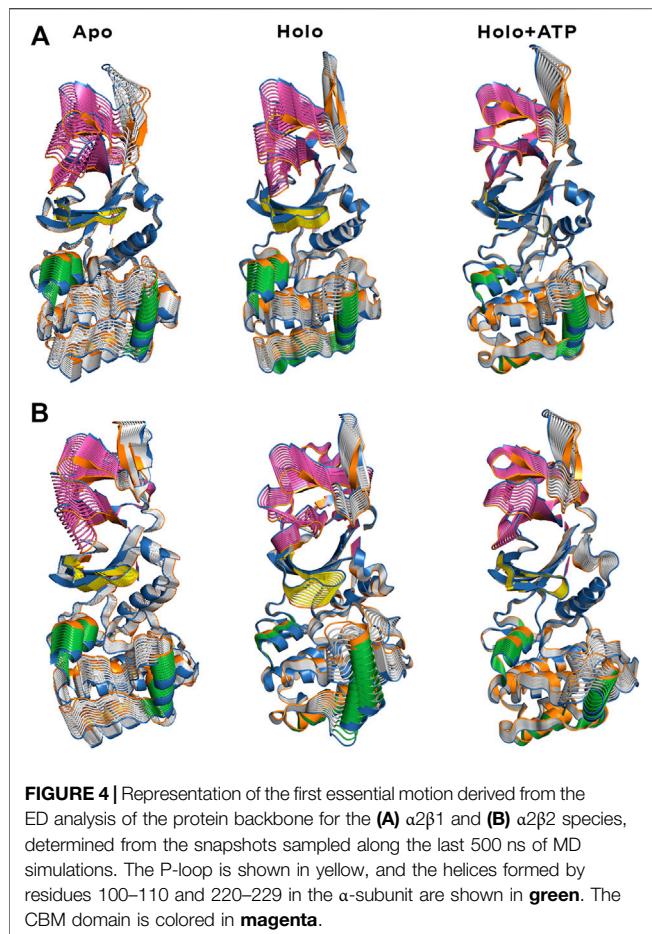 A
Apo Holo Holo+ATP
B
FIGURE 4 | Representation of the first essential motion derived from the
ED analysis of the protein backbone for the (A) α2β1 and (B) α2β2 species,
determined from the snapshots sampled along the last 500 ns of MD
simulations. The P-loop is shown in yellow, and the helices formed by
residues 100–110 and 220–229 in the α-subunit are shown in green. The
CBM domain is colored in magenta.